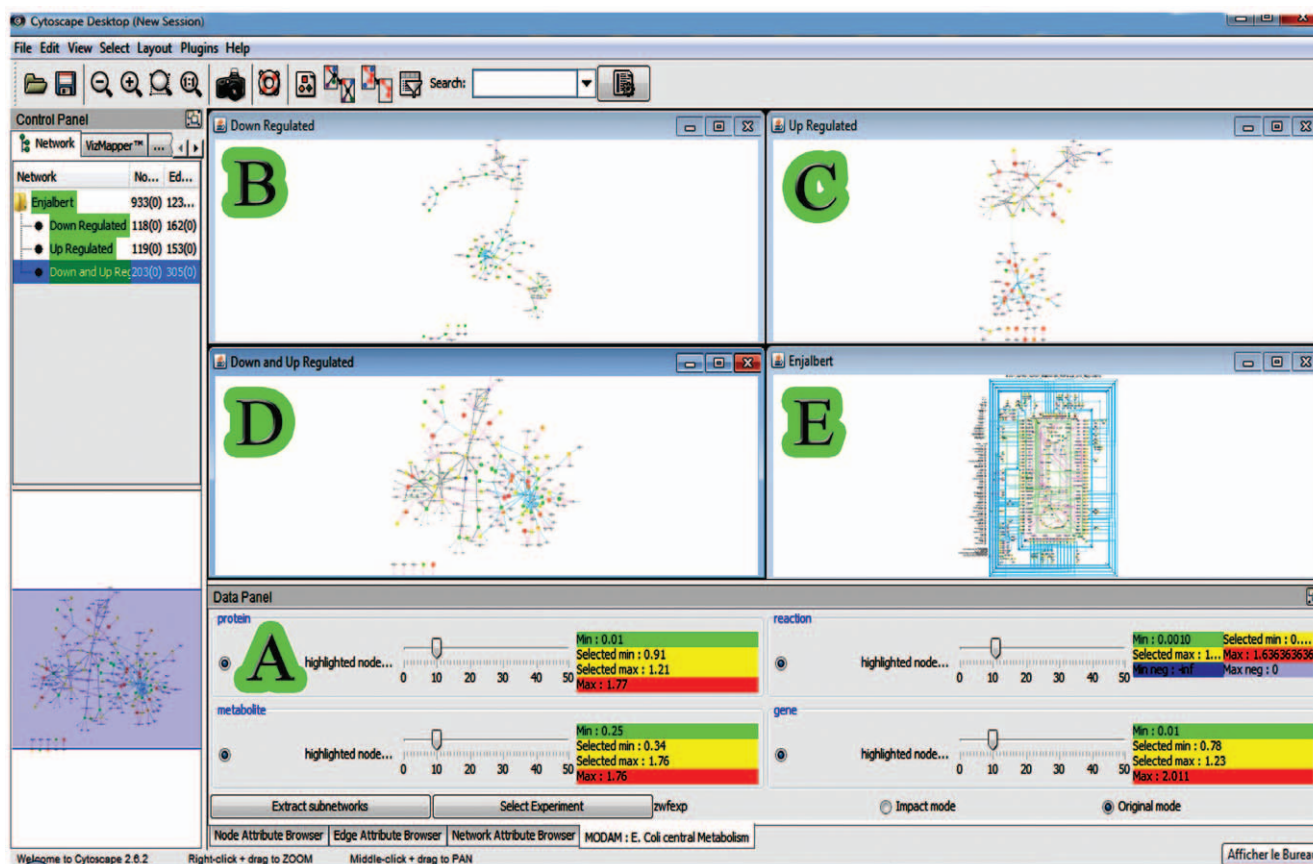 Cytoscape Desktop (New Session)
File Edit View Select Layout Plugins Help
Search:
Control Panel
Network VizMapper™ ...
Network No... Ed...
Enjalbert 933(0) 123...
Down Regulated 118(0) 162(0)
Up Regulated 119(0) 153(0)
Down and Up Reg 203(0) 305(0)
Down Regulated
B
Up Regulated
C
Down and Up Regulated
D
Enjalbert
E
Data Panel
protein
A
highlighted node...
0 10 20 30 40 50
Min : 0.01
Selected min : 0.91
Selected max : 1.21
Max : 1.77
reaction
highlighted node...
0 10 20 30 40 50
Min : 0.0010 Selected min : 0....
Selected max : 1... Max : 1.636363636
Min neg : -inf Max neg : 0
metabolite
highlighted node...
0 10 20 30 40 50
Min : 0.25
Selected min : 0.34
Selected max : 1.76
Max : 1.76
gene
highlighted node...
0 10 20 30 40 50
Min : 0.01
Selected min : 0.78
Selected max : 1.23
Max : 2.011
Extract subnetworks Select Experiment zwfexp Impact mode Original mode
Node Attribute Browser Edge Attribute Browser Network Attribute Browser MODAM : E. Coli central Metabolism
Welcome to Cytoscape 2.6.2 Right-click + drag to ZOOM Middle-click + drag to PAN
Afficher le Bureau